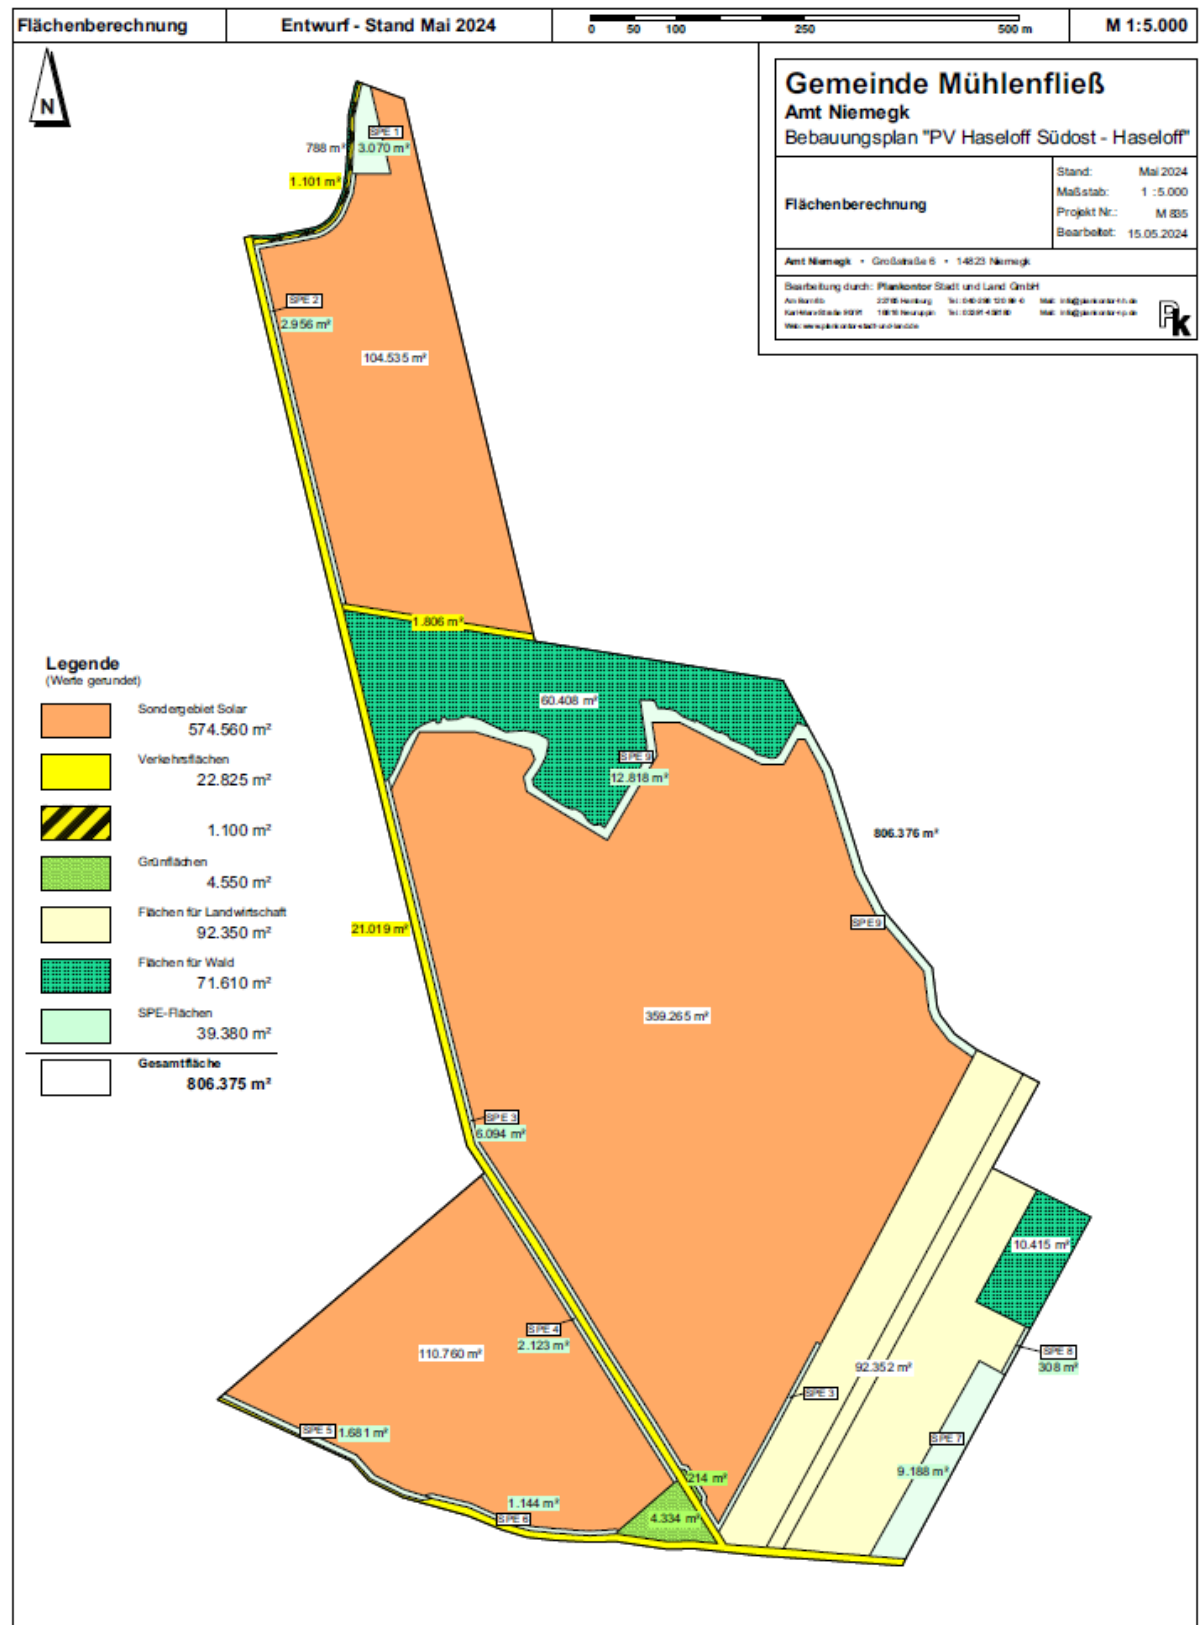 Flächenberechnung
Entwurf - Stand Mai 2024
0 50 100 250 500 m
M 1:5.000
N
Gemeinde Mühlenfließ
Amt Niemegk
Bebauungsplan "PV Haseloff Südost - Haseloff"
Flächenberechnung
Stand: Mai 2024
Maßstab: 1 : 5.000
Projekt Nr.: M 835
Bearbeitet: 15.05.2024
Amt Niemegk • Großstraße 6 • 14823 Niemegk
Bearbeitung durch: Plankontor Stadt und Land GmbH
Pk
SPE 1
788 m²
3.070 m²
1.101 m²
SPE 2
2.956 m²
104.535 m²
1.806 m²
60.408 m²
SPE 9
12.818 m²
806.376 m²
SPE 9
21.019 m²
359.265 m²
Legende
(Werte gerundet)
Sondergebiet Solar
574.560 m²
Verkehrsflächen
22.825 m²
1.100 m²
Grünflächen
4.550 m²
Flächen für Landwirtschaft
92.350 m²
Flächen für Wald
71.610 m²
SPE-Flächen
39.380 m²
Gesamtfläche
806.375 m²
SPE 3
6.094 m²
10.415 m²
SPE 4
2.123 m²
110.760 m²
SPE 8
308 m²
92.352 m²
SPE 3
SPE 5
1.681 m²
SPE 7
9.188 m²
214 m²
1.144 m²
SPE 6
4.334 m²